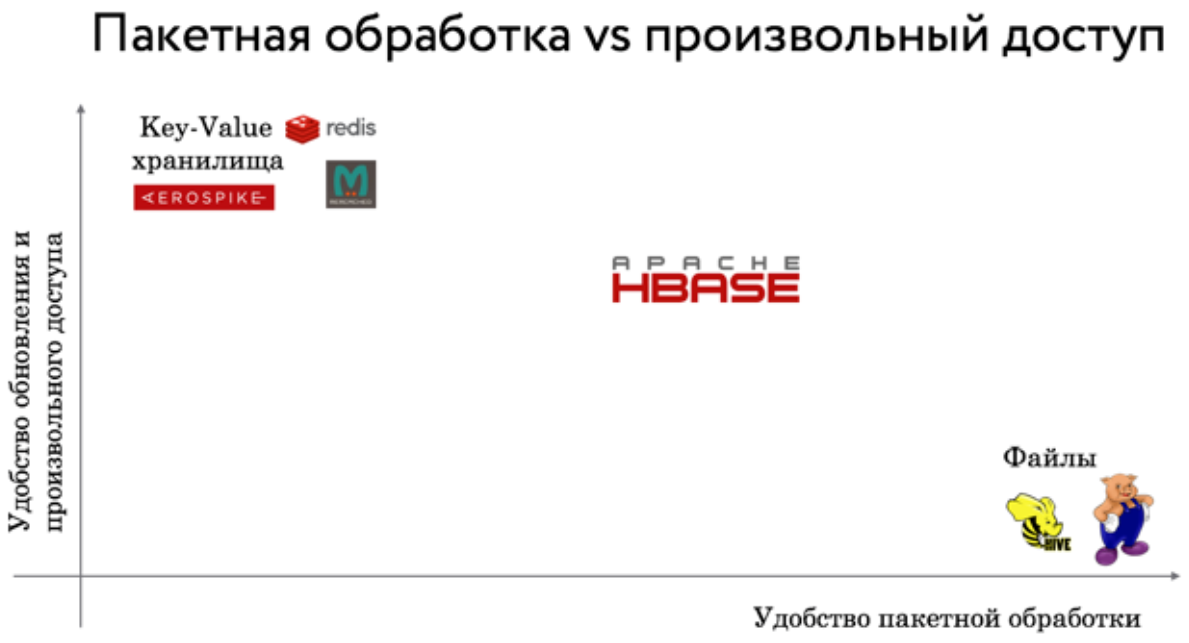 Пакетная обработка vs произвольный доступ
Key-Value
хранилища
redis
AEROSPIKE
MEMCACHED
APACHE
HBASE
Удобство обновления и
произвольного доступа
Файлы
HIVE
Удобство пакетной обработки